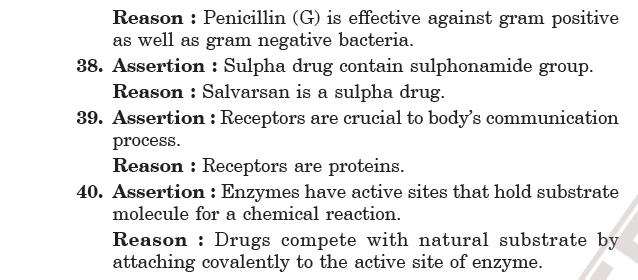 Reason : Penicillin (G) is effective against gram positive
as well as gram negative bacteria.
38. Assertion : Sulpha drug contain sulphonamide group.
Reason : Salvarsan is a sulpha drug.
39. Assertion : Receptors are crucial to body's communication
process.
Reason : Receptors are proteins.
40. Assertion : Enzymes have active sites that hold substrate
molecule for a chemical reaction.
Reason : Drugs compete with natural substrate by
attaching covalently to the active site of enzyme.